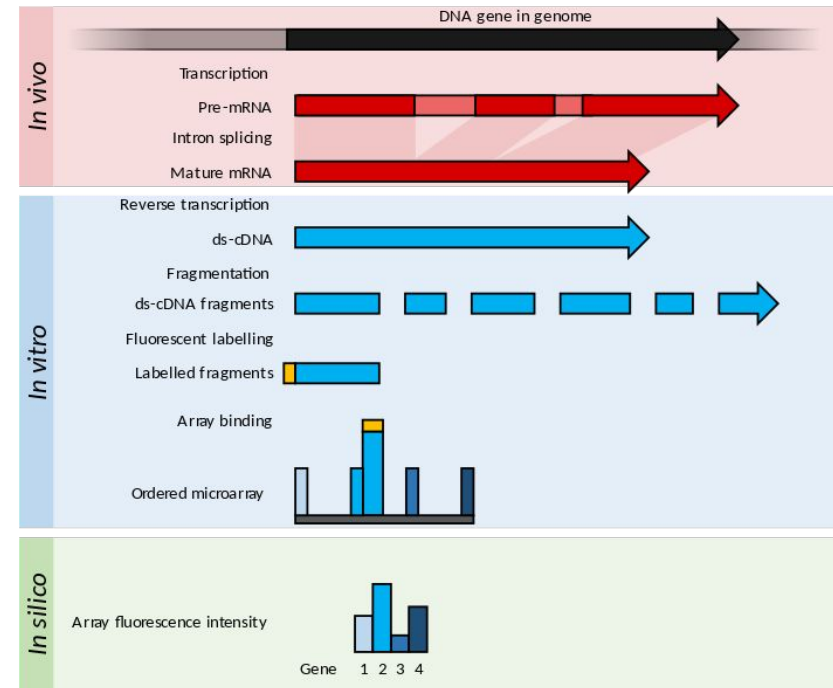 In vivo
DNA gene in genome
Transcription
Pre-mRNA
Intron splicing
Mature mRNA
In vitro
Reverse transcription
ds-cDNA
Fragmentation
ds-cDNA fragments
Fluorescent labelling
Labelled fragments
Array binding
Ordered microarray
In silico
Array fluorescence intensity
Gene 1 2 3 4